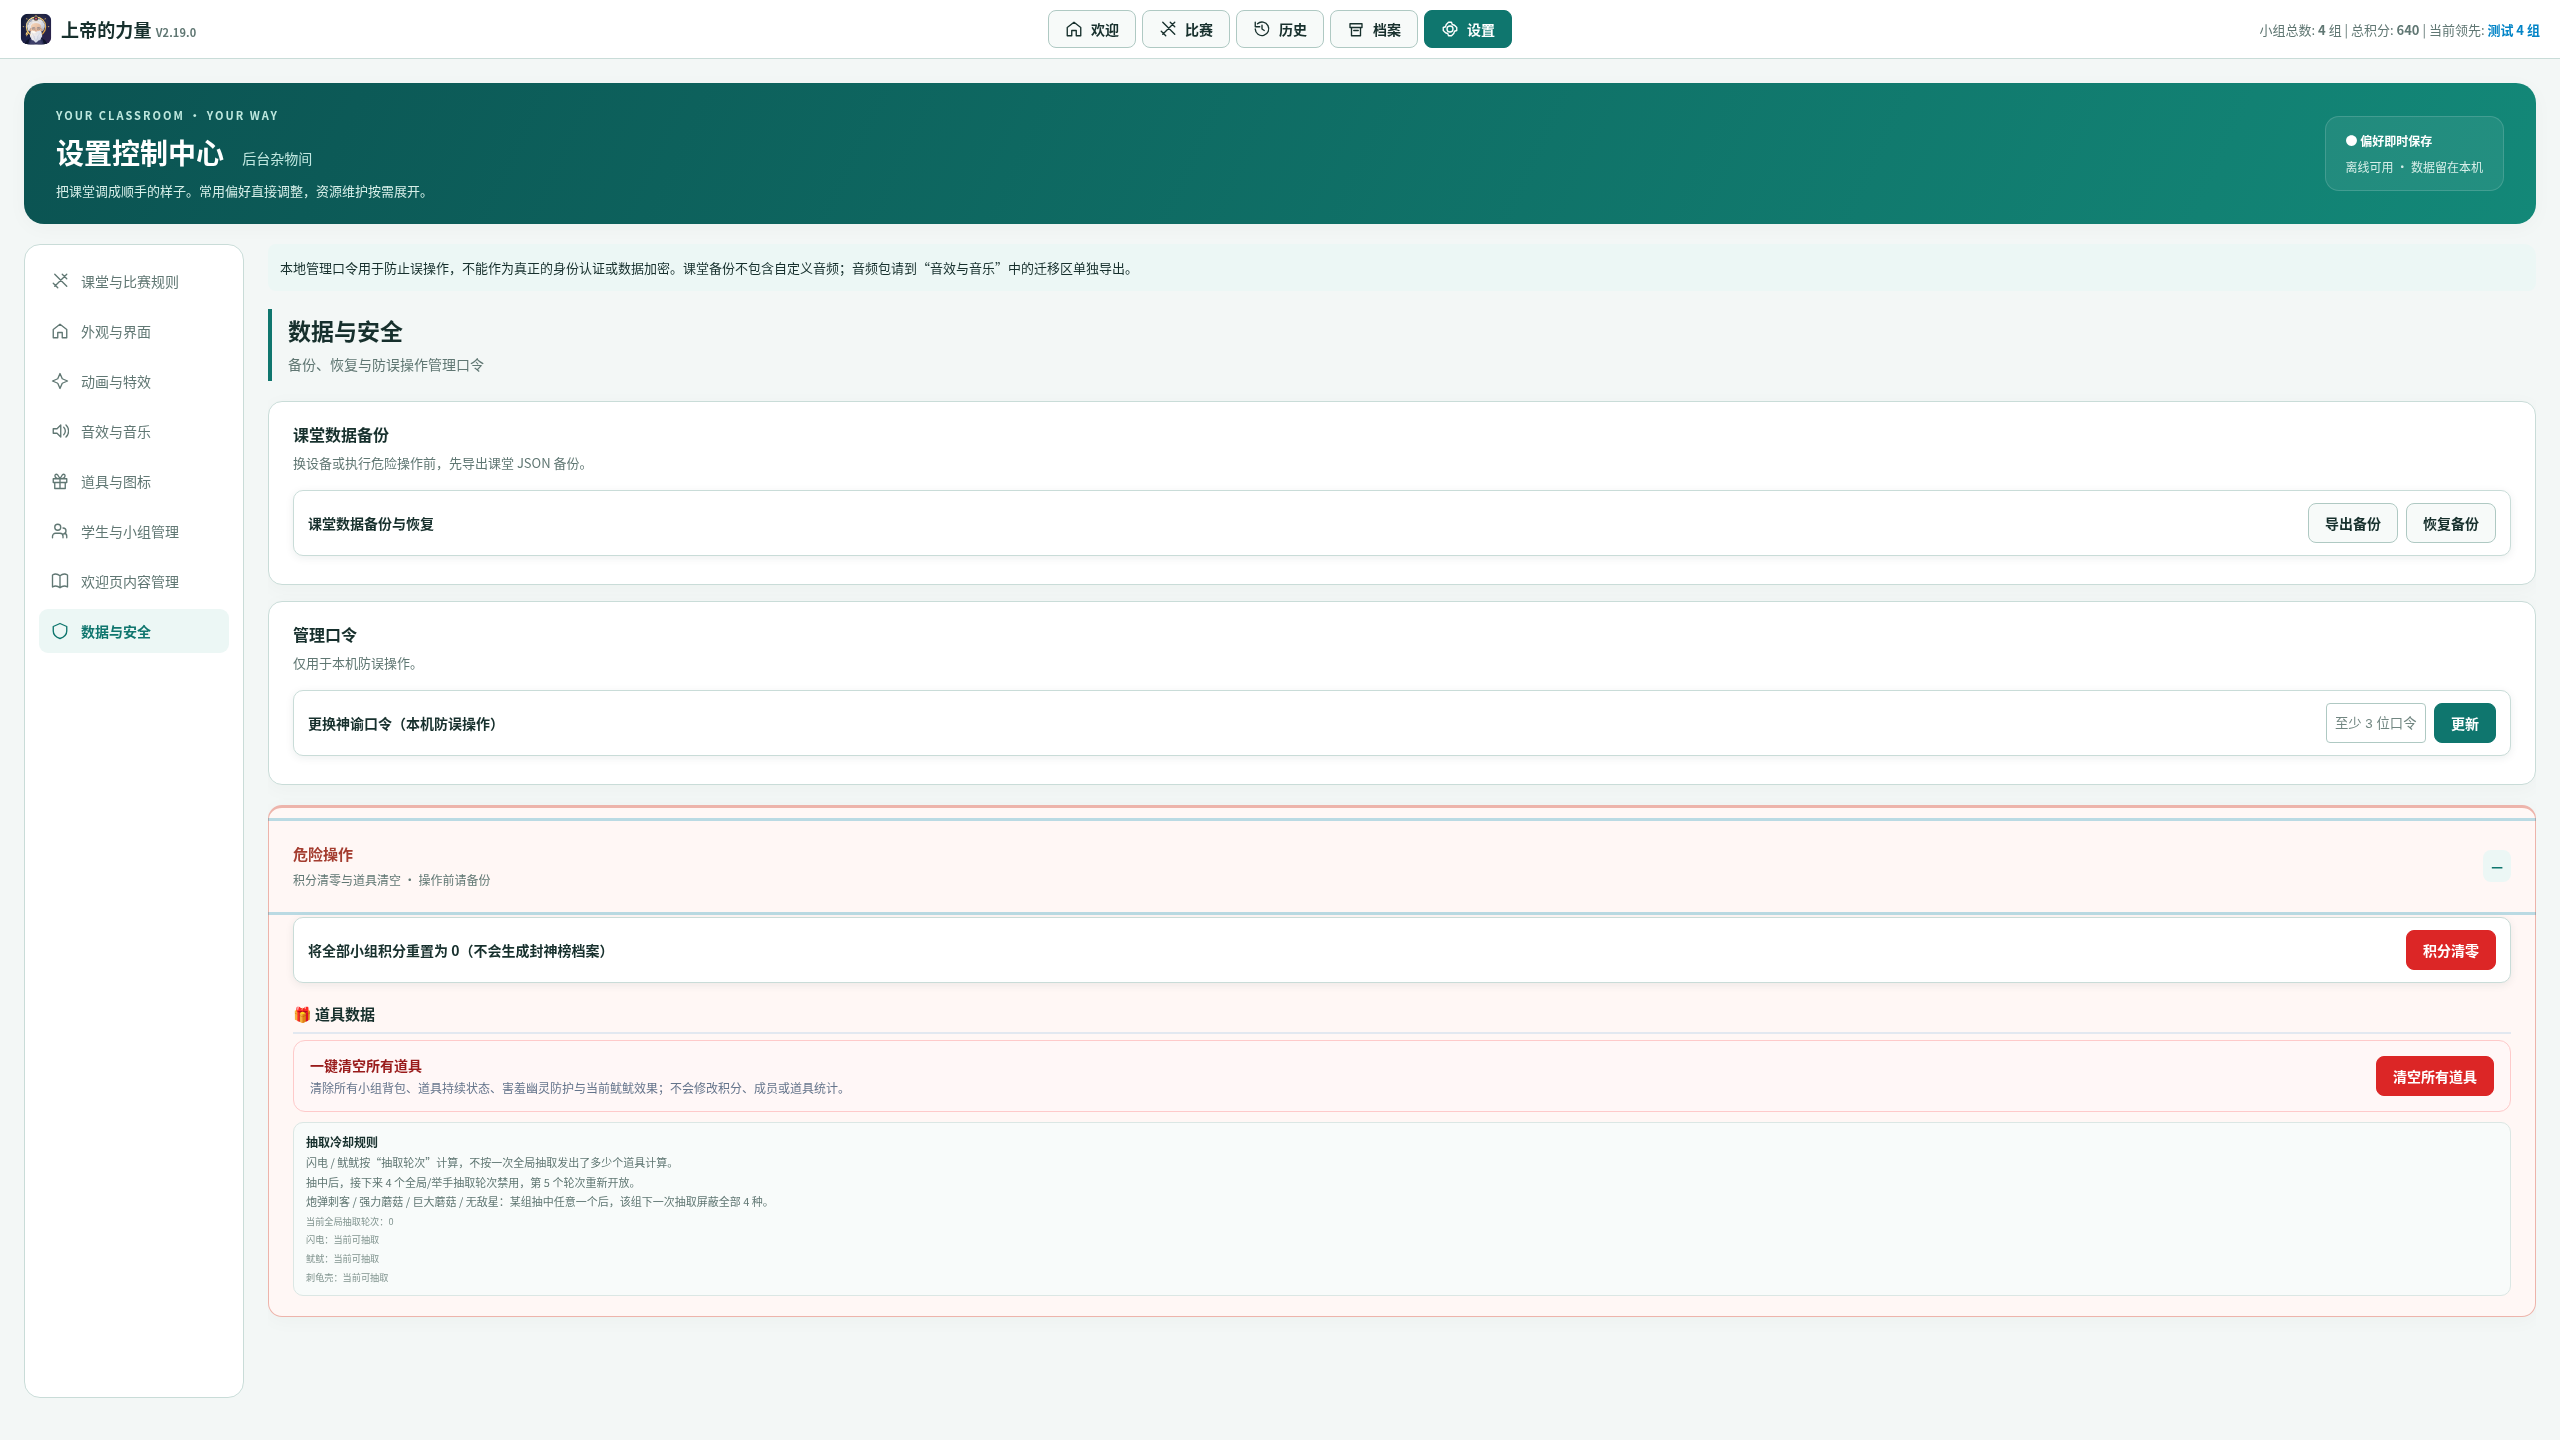 上帝的力量 V2.19.0
欢迎
比赛
历史
档案
设置
小组总数: 4 组 | 总积分: 640 | 当前领先: 测试 4 组
YOUR CLASSROOM · YOUR WAY
设置控制中心 后台杂物间
把课堂调成顺手的样子。常用偏好直接调整，资源维护按需展开。
偏好即时保存
离线可用 · 数据留在本机
课堂与比赛规则
外观与界面
动画与特效
音效与音乐
道具与图标
学生与小组管理
欢迎页内容管理
数据与安全
本地管理口令用于防止误操作，不能作为真正的身份认证或数据加密。课堂备份不包含自定义音频；音频包请到“音效与音乐”中的迁移区单独导出。
数据与安全
备份、恢复与防误操作管理口令
课堂数据备份
换设备或执行危险操作前，先导出课堂 JSON 备份。
课堂数据备份与恢复
导出备份
恢复备份
管理口令
仅用于本机防误操作。
更换神谕口令（本机防误操作）
至少 3 位口令
更新
危险操作
积分清零与道具清空 · 操作前请备份
将全部小组积分重置为 0（不会生成封神榜档案）
积分清零
🎁 道具数据
一键清空所有道具
清除所有小组背包、道具持续状态、害羞幽灵防护与当前鱿鱿效果；不会修改积分、成员或道具统计。
清空所有道具
抽取冷却规则
闪电 / 鱿鱿按“抽取轮次”计算，不按一次全局抽取发出了多少个道具计算。
抽中后，接下来 4 个全局/举手抽取轮次禁用，第 5 个轮次重新开放。
炮弹刺客 / 强力蘑菇 / 巨大蘑菇 / 无敌星：某组抽中任意一个后，该组下一次抽取屏蔽全部 4 种。
当前全局抽取轮次：0
闪电：当前可抽取
鱿鱿：当前可抽取
刺龟壳：当前可抽取